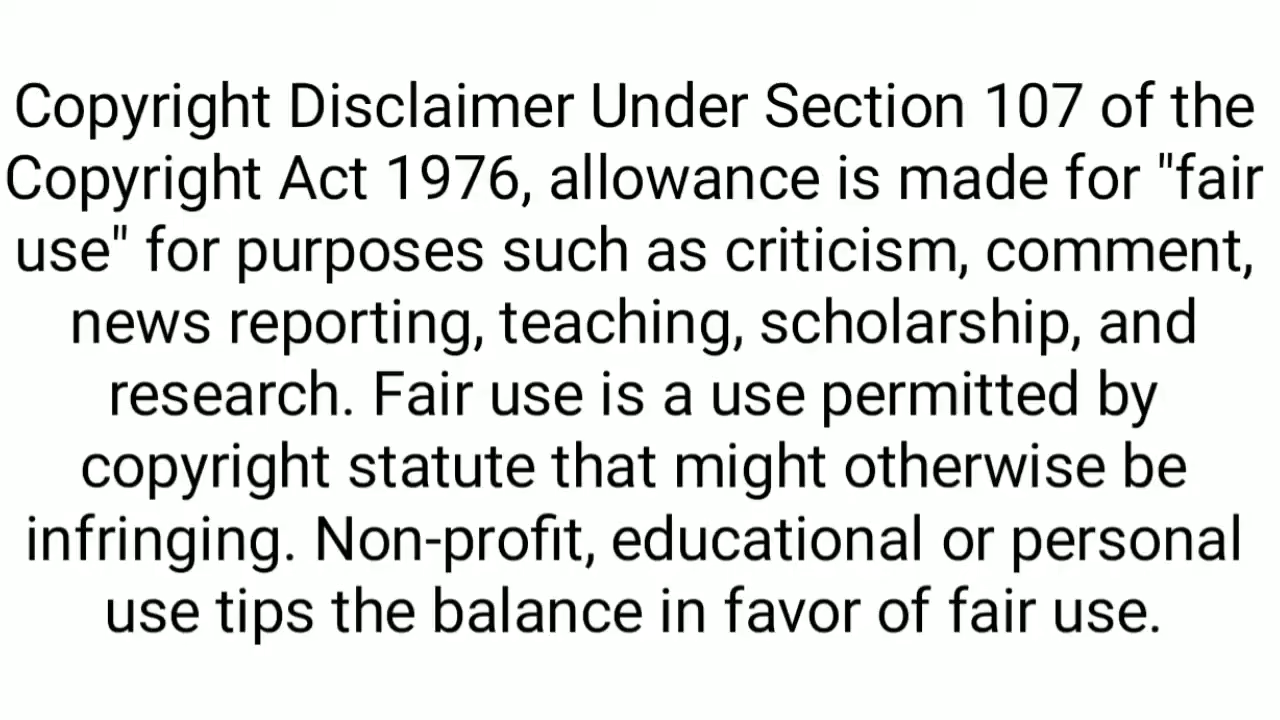 Copyright Disclaimer Under Section 107 of the
Copyright Act 1976, allowance is made for "fair
use" for purposes such as criticism, comment,
news reporting, teaching, scholarship, and
research. Fair use is a use permitted by
copyright statute that might otherwise be
infringing. Non-profit, educational or personal
use tips the balance in favor of fair use.